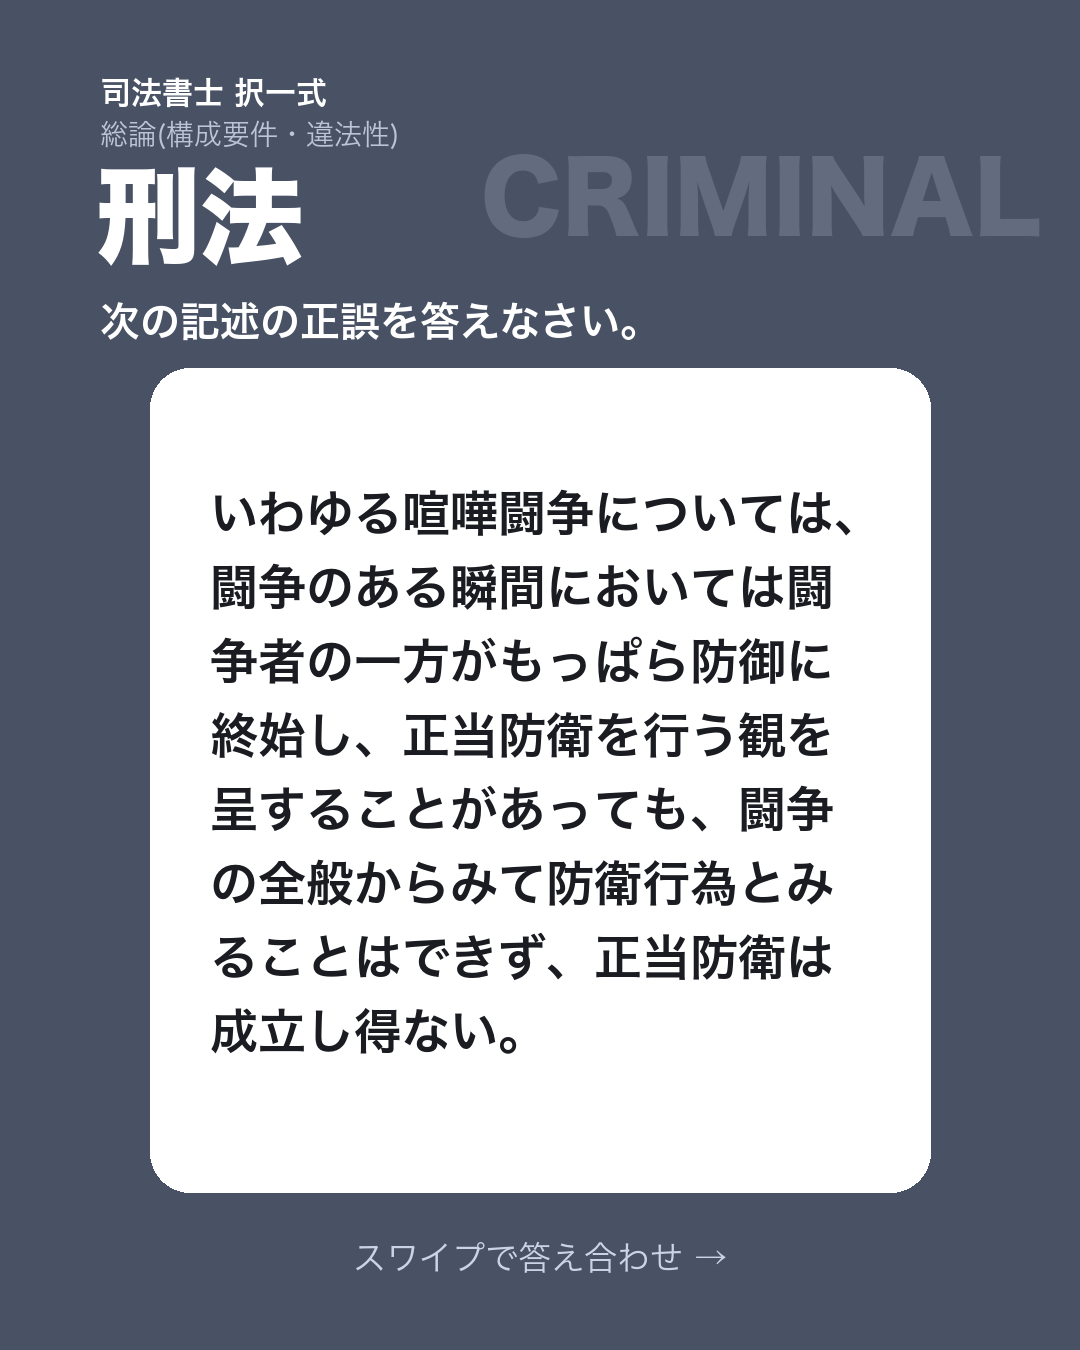 司法書士 択一式
総論(構成要件・違法性)
刑法
CRIMINAL
次の記述の正誤を答えなさい。
いわゆる喧嘩闘争については、
闘争のある瞬間においては闘
争者の一方がもっぱら防御に
終始し、正当防衛を行う観を
呈することがあっても、闘争
の全般からみて防衛行為とみ
ることはできず、正当防衛は
成立し得ない。
スワイプで答え合わせ →